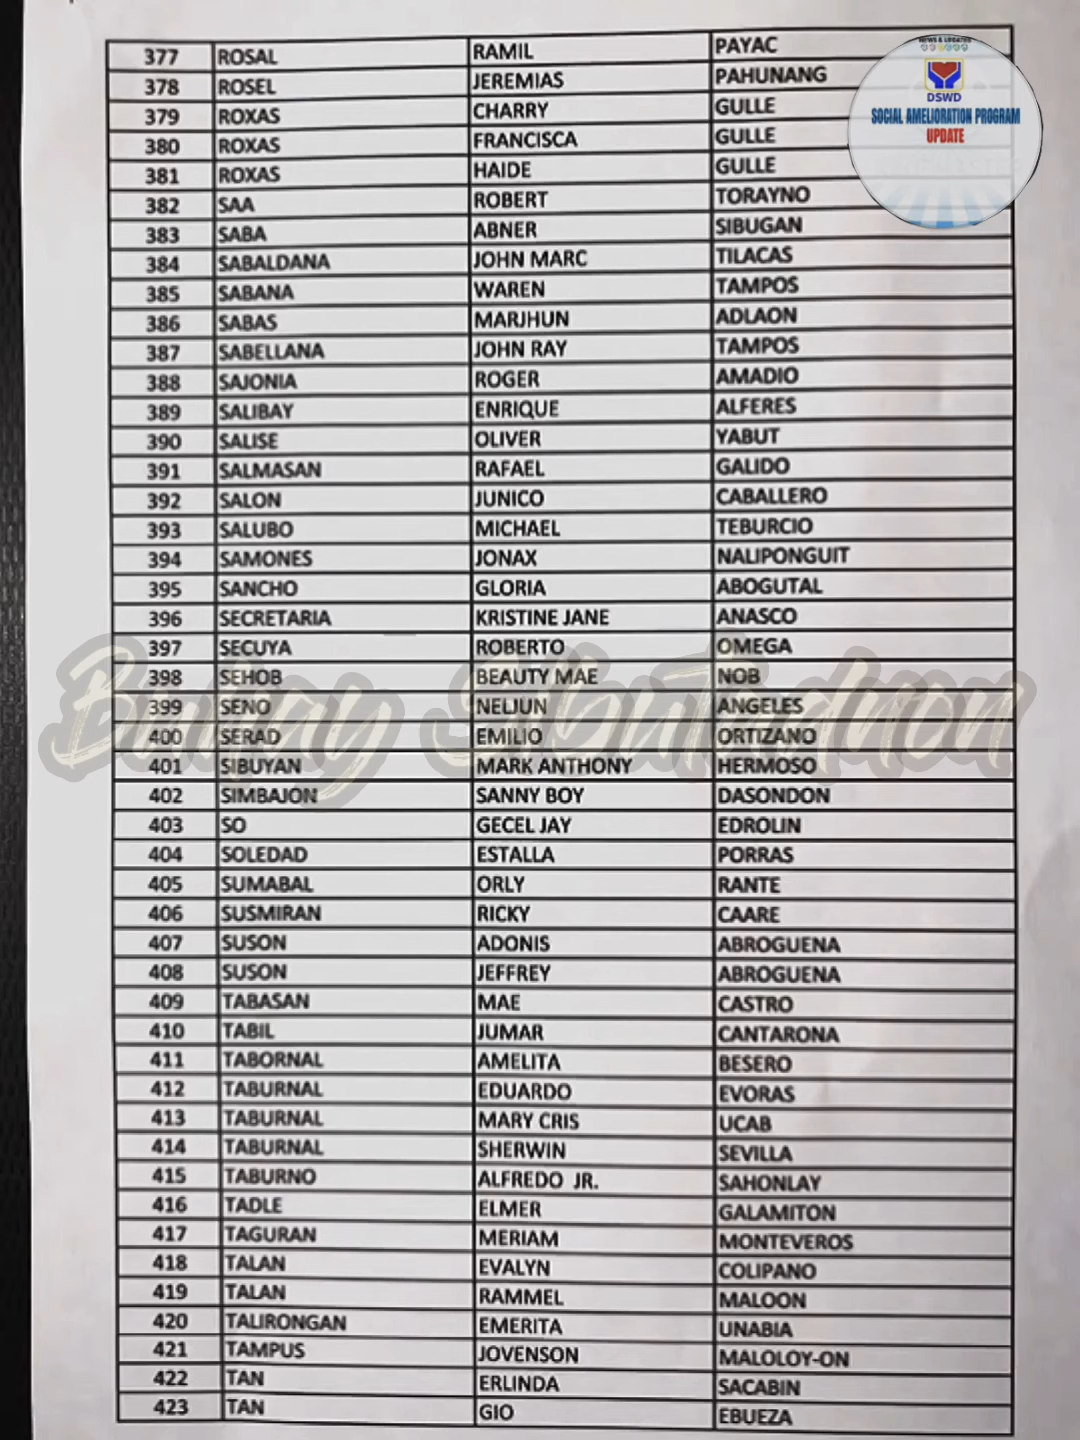 NEWS & UPDATES
DSWD
SOCIAL AMELIORATION PROGRAM
UPDATE
377 ROSAL RAMIL PAYAC
378 ROSEL JEREMIAS PAHUNANG
379 ROXAS CHARRY GULLE
380 ROXAS FRANCISCA GULLE
381 ROXAS HAIDE GULLE
382 SAA ROBERT TORAYNO
383 SABA ABNER SIBUGAN
384 SABALDANA JOHN MARC TILACAS
385 SABANA WAREN TAMPOS
386 SABAS MARJHUN ADLAON
387 SABELLANA JOHN RAY TAMPOS
388 SAJONIA ROGER AMADIO
389 SALIBAY ENRIQUE ALFERES
390 SALISE OLIVER YABUT
391 SALMASAN RAFAEL GALIDO
392 SALON JUNICO CABALLERO
393 SALUBO MICHAEL TEBURCIO
394 SAMONES JONAX NALIPONGUIT
395 SANCHO GLORIA ABOGUTAL
396 SECRETARIA KRISTINE JANE ANASCO
397 SECUYA ROBERTO OMEGA
398 SEHOB BEAUTY MAE NOB
399 SENO NELJUN ANGELES
400 SERAD EMILIO ORTIZANO
401 SIBUYAN MARK ANTHONY HERMOSO
402 SIMBAJON SANNY BOY DASONDON
403 SO GECEL JAY EDROLIN
404 SOLEDAD ESTALLA PORRAS
405 SUMABAL ORLY RANTE
406 SUSMIRAN RICKY CAARE
407 SUSON ADONIS ABROGUENA
408 SUSON JEFFREY ABROGUENA
409 TABASAN MAE CASTRO
410 TABIL JUMAR CANTARONA
411 TABORNAL AMELITA BESERO
412 TABURNAL EDUARDO EVORAS
413 TABURNAL MARY CRIS UCAB
414 TABURNAL SHERWIN SEVILLA
415 TABURNO ALFREDO JR. SAHONLAY
416 TADLE ELMER GALAMITON
417 TAGURAN MERIAM MONTEVEROS
418 TALAN EVALYN COLIPANO
419 TALAN RAMMEL MALOON
420 TALIRONGAN EMERITA UNABIA
421 TAMPUS JOVENSON MALOLOY-ON
422 TAN ERLINDA SACABIN
423 TAN GIO EBUEZA